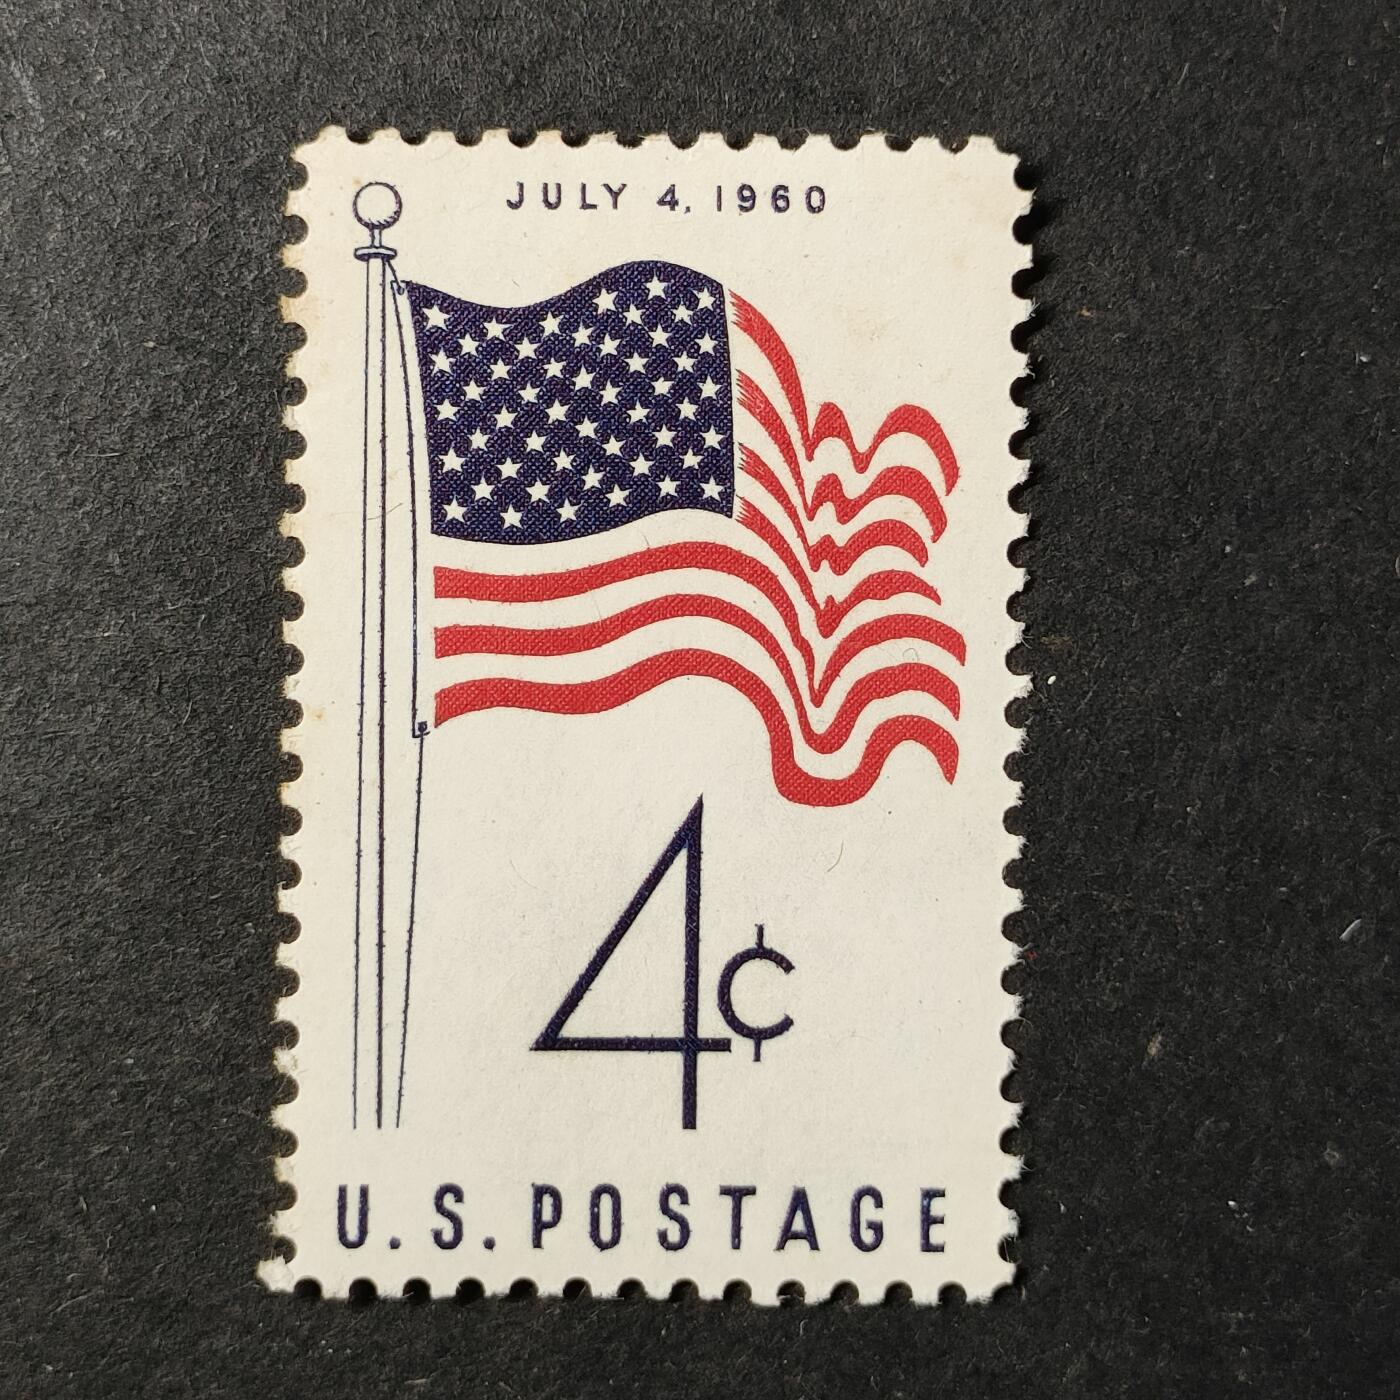 JULY 4, 1960
4¢
U.S. POSTAGE